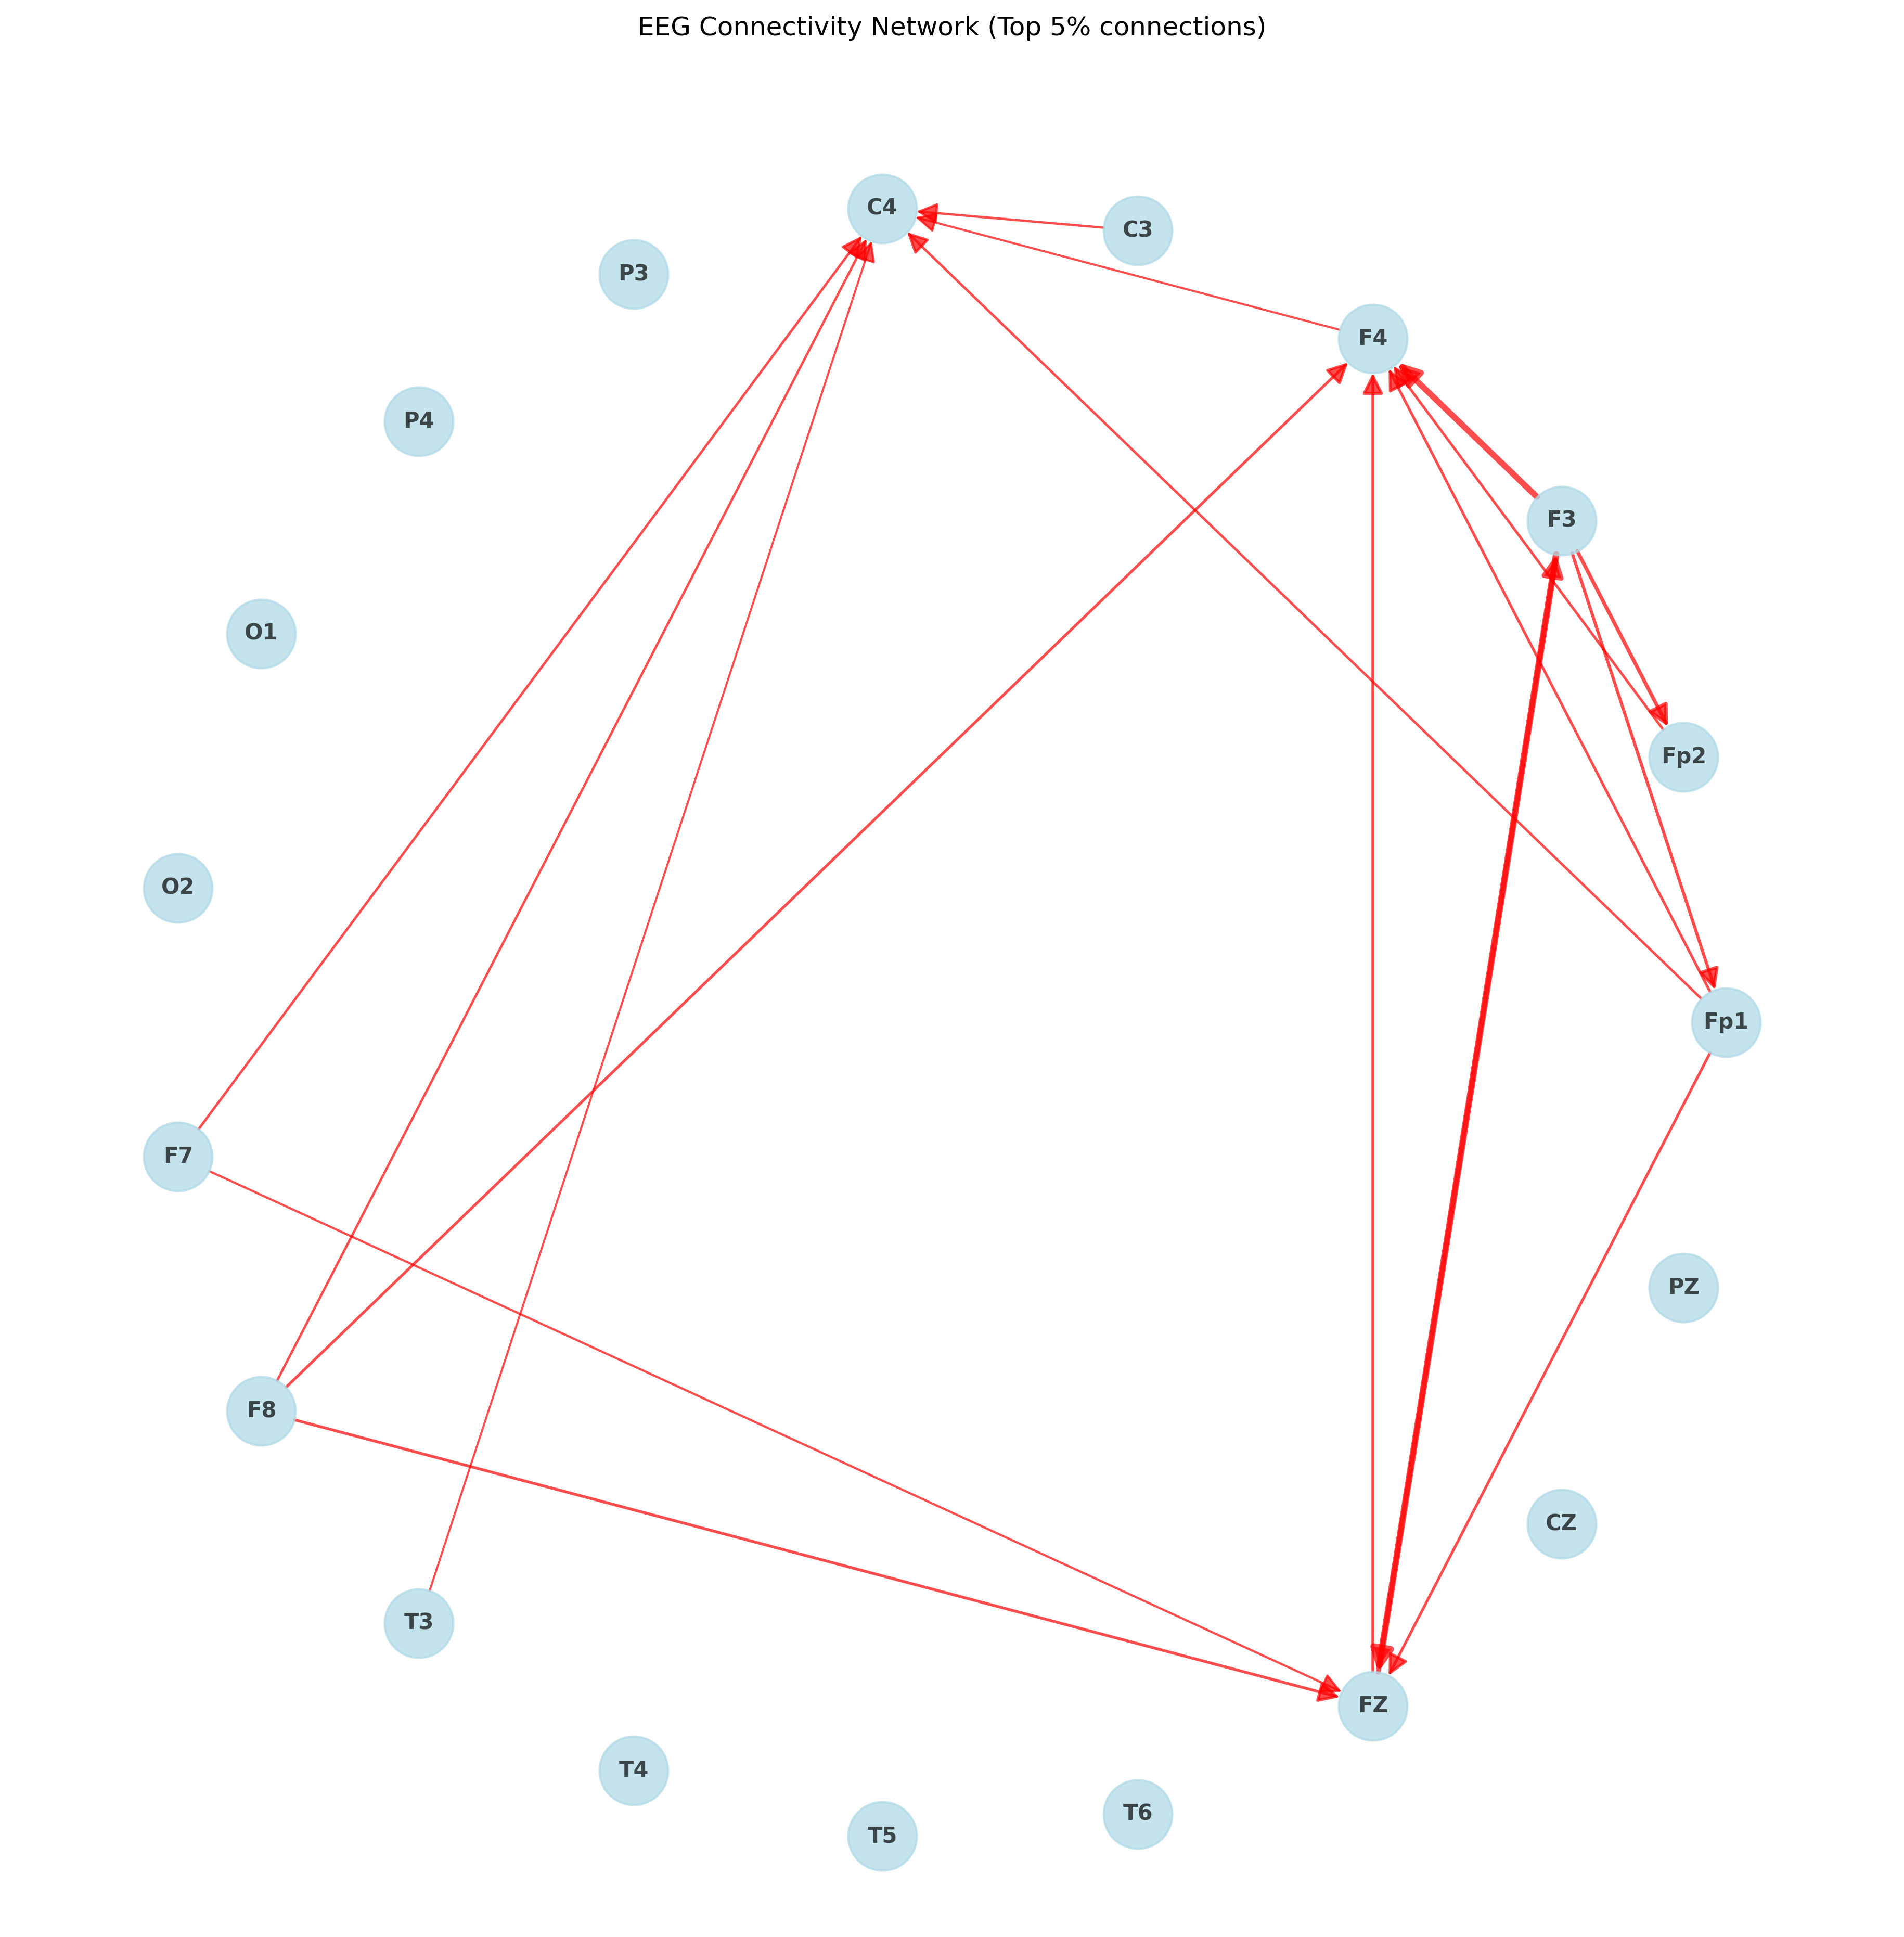 EEG Connectivity Network (Top 5% connections)
C4
C3
P3
F4
P4
F3
O1
Fp2
O2
Fp1
F7
PZ
F8
CZ
T3
FZ
T4
T6
T5